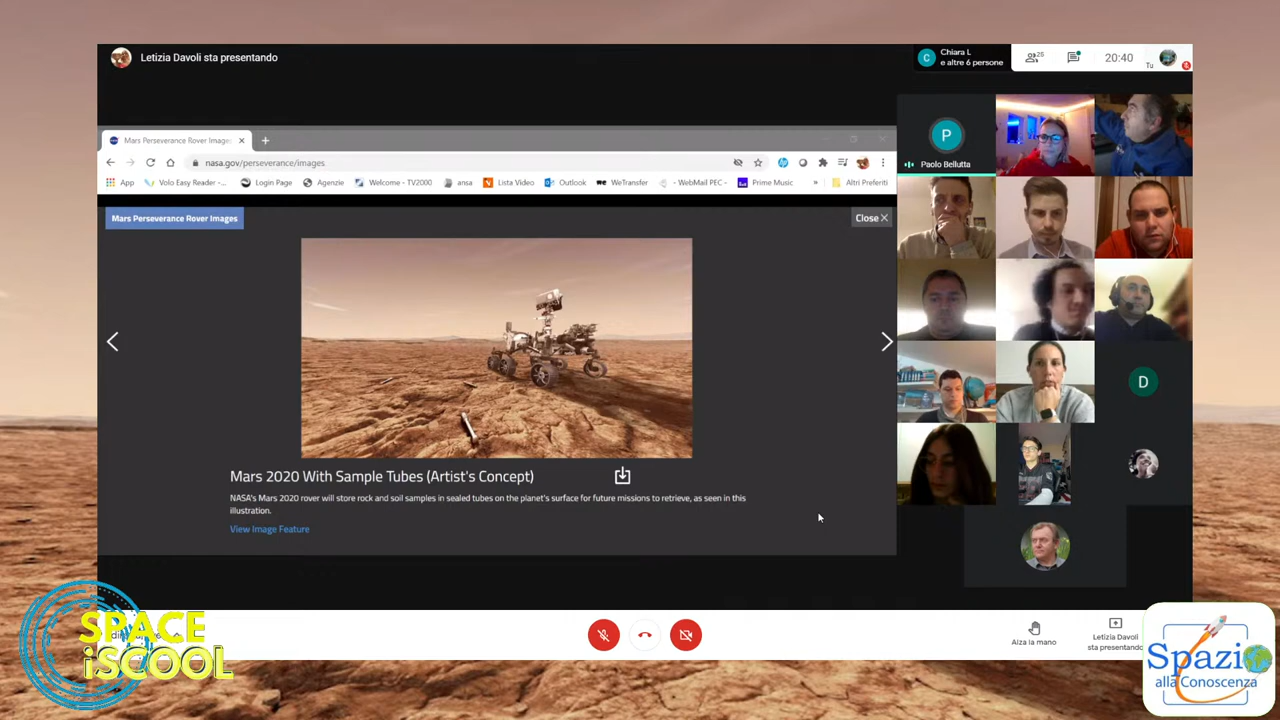 Letizia Davoli sta presentando
C
Chiara L
e altre 6 persone
26
20:40
Tu
Mars Perseverance Rover Images
nasa.gov/perseverance/images
App
Volo Easy Reader -...
Login Page
Agenzie
Welcome - TV2000
ansa
Lista Video
Outlook
WeTransfer
- WebMail PEC -
Prime Music
»
Altri Preferiti
Mars Perseverance Rover Images
Close
Mars 2020 With Sample Tubes (Artist's Concept)
NASA's Mars 2020 rover will store rock and soil samples in sealed tubes on the planet's surface for future missions to retrieve, as seen in this
illustration.
View Image Feature
P
Paolo Bellutta
D
SPACE
iSCOOL
Alza la mano
Letizia Davoli
sta presentando
Spazio
alla Conoscenza